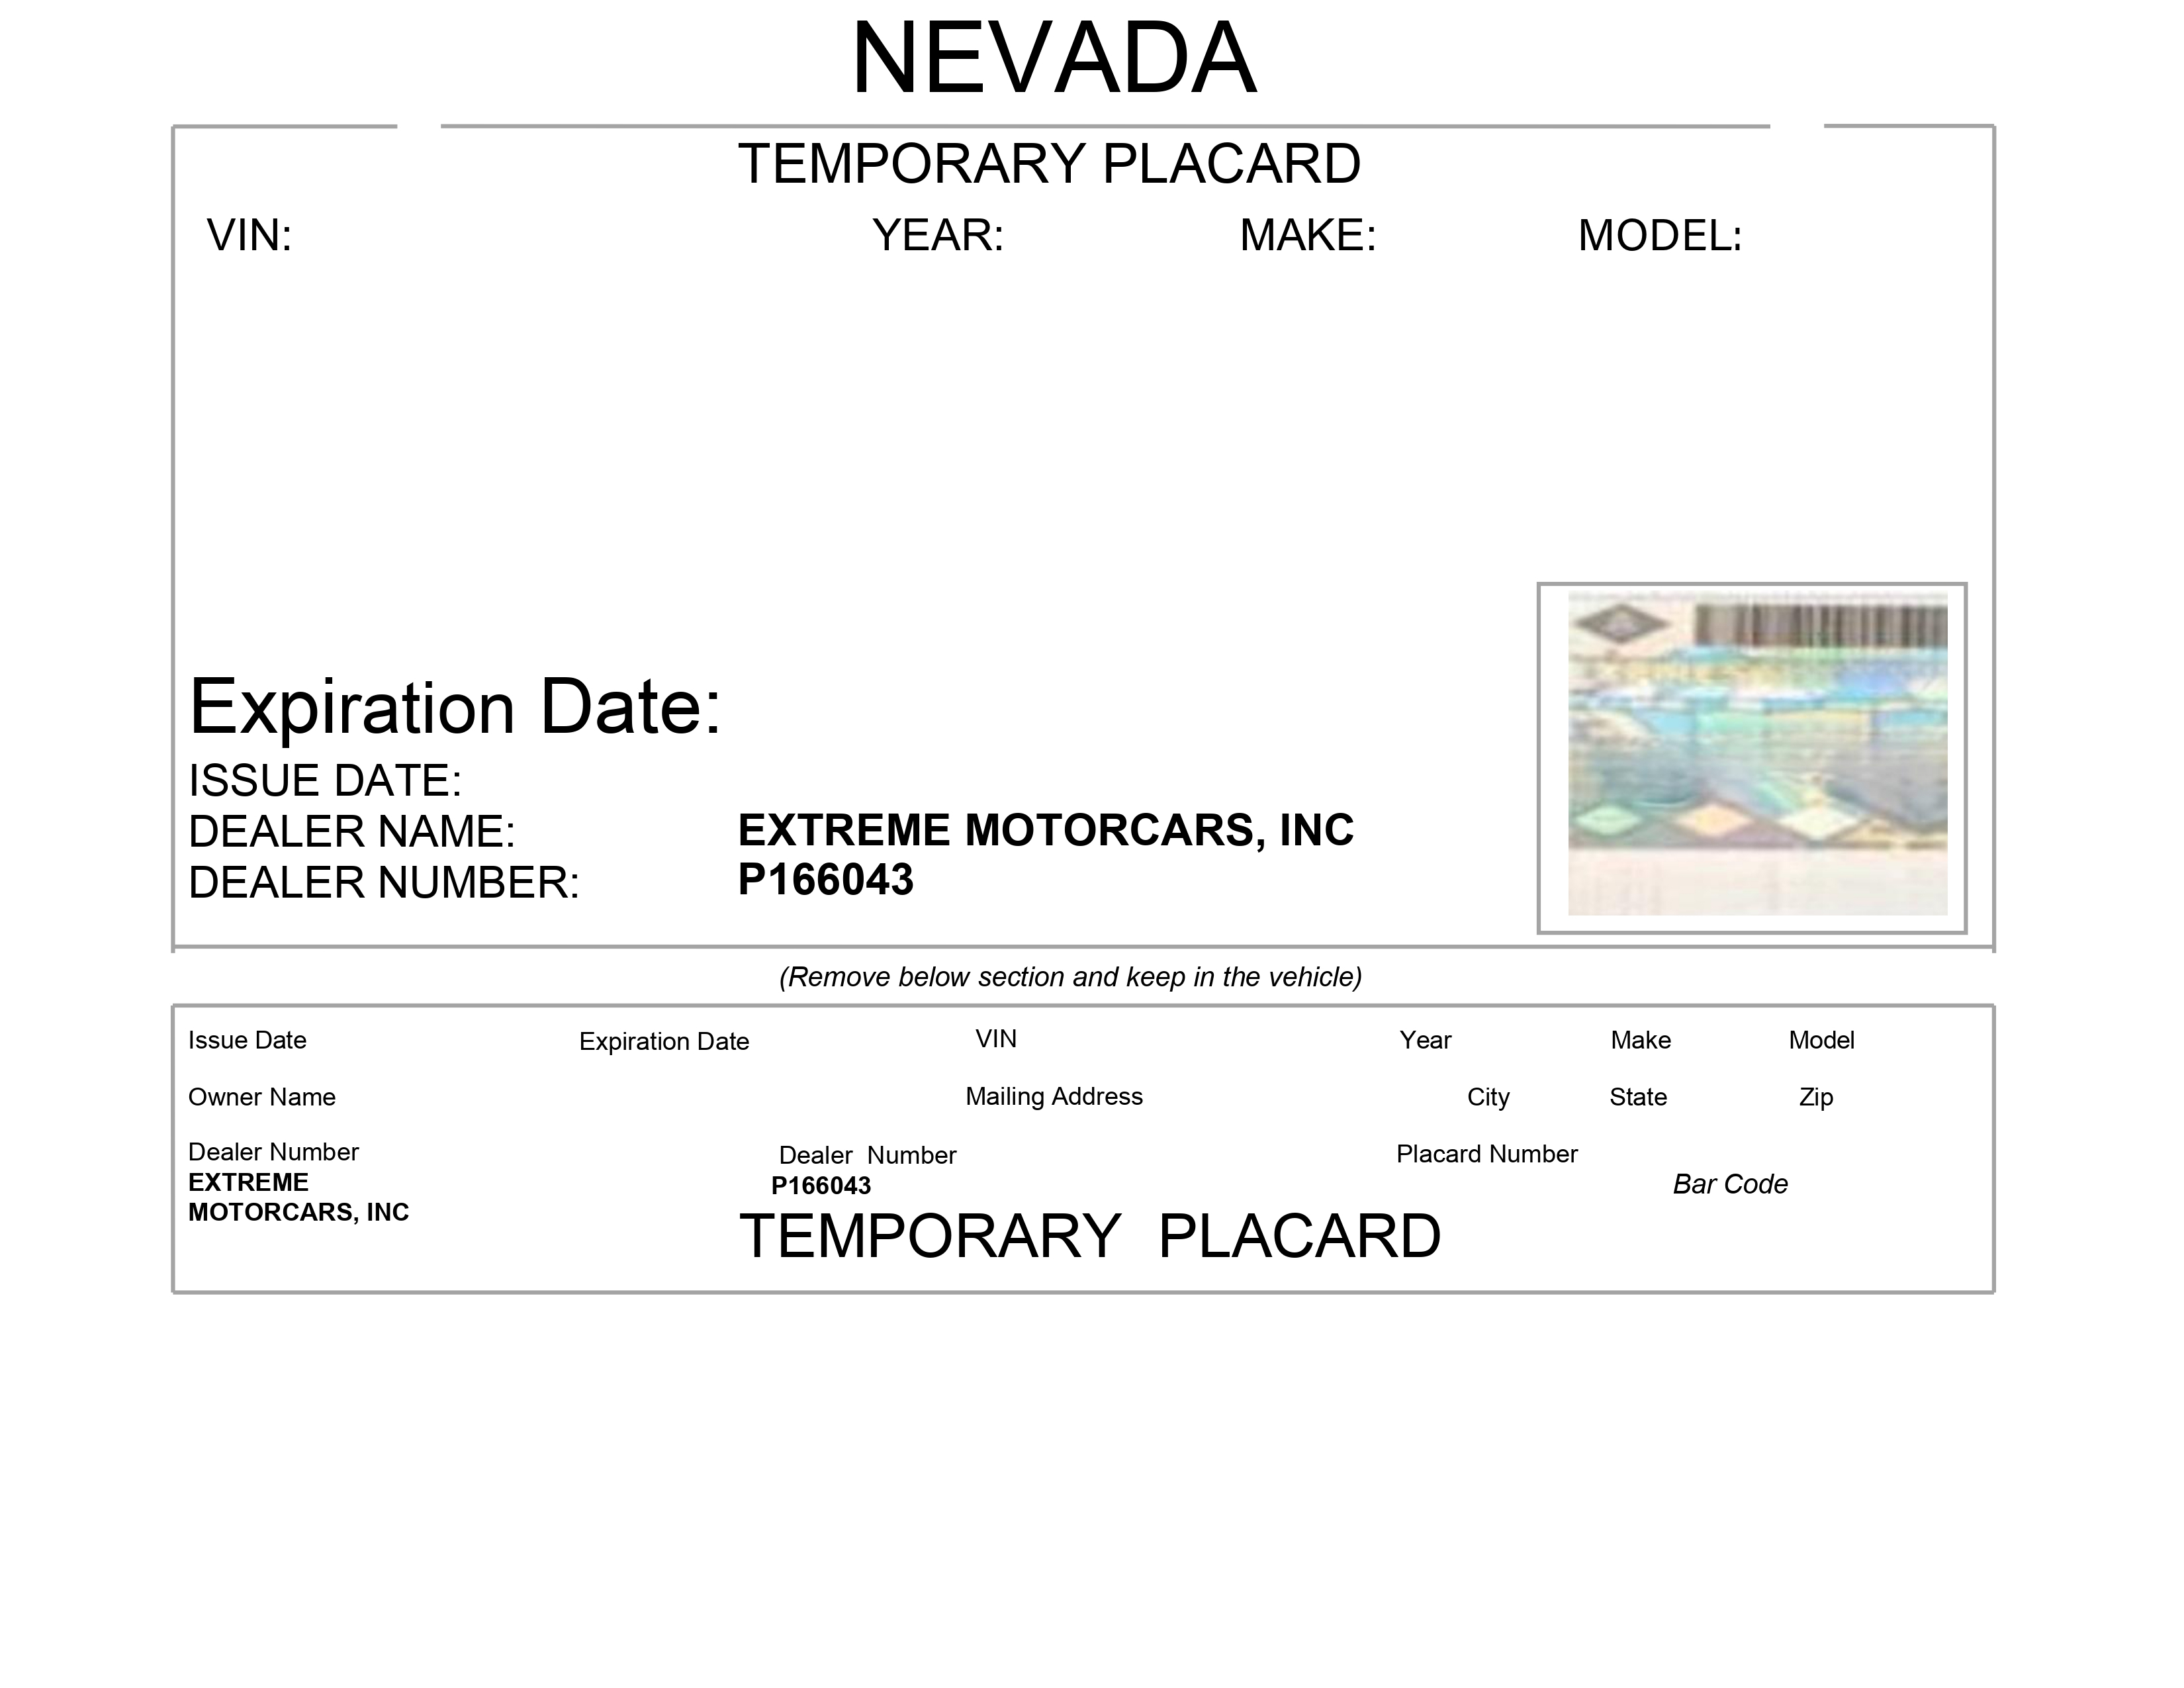 NEVADA
TEMPORARY PLACARD
VIN: YEAR: MAKE: MODEL:
Expiration Date:
ISSUE DATE:
DEALER NAME: EXTREME MOTORCARS, INC
DEALER NUMBER: P166043
(Remove below section and keep in the vehicle)
Issue Date Expiration Date VIN Year Make Model
Owner Name Mailing Address City State Zip
Dealer Number Dealer Number Placard Number
EXTREME P166043 Bar Code
MOTORCARS, INC
TEMPORARY PLACARD